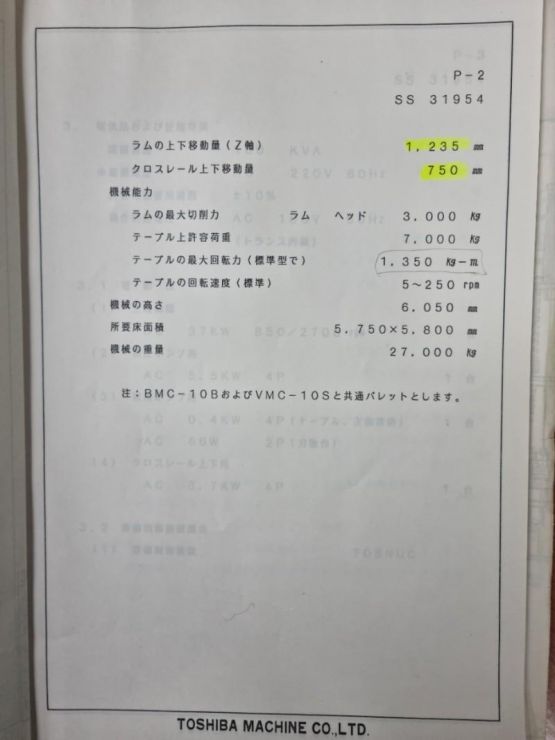 P-2
SS 31954
ラムの上下移動量(Z軸) 1,235 mm
クロスレール上下移動量 750 mm
機械能力
ラムの最大切削力 ラム ヘッド 3,000 Kg
テーブル上許容荷重 7,000 Kg
テーブルの最大回転力(標準型で) 1,350 Kg-m
テーブルの回転速度(標準) 5~250 rpm
機械の高さ 6,050 mm
所要床面積 5,750×5,800 mm
機械の重量 27,000 Kg
注:BMC-10BおよびVMC-10Sと共通パレットとします。
TOSHIBA MACHINE CO.,LTD.